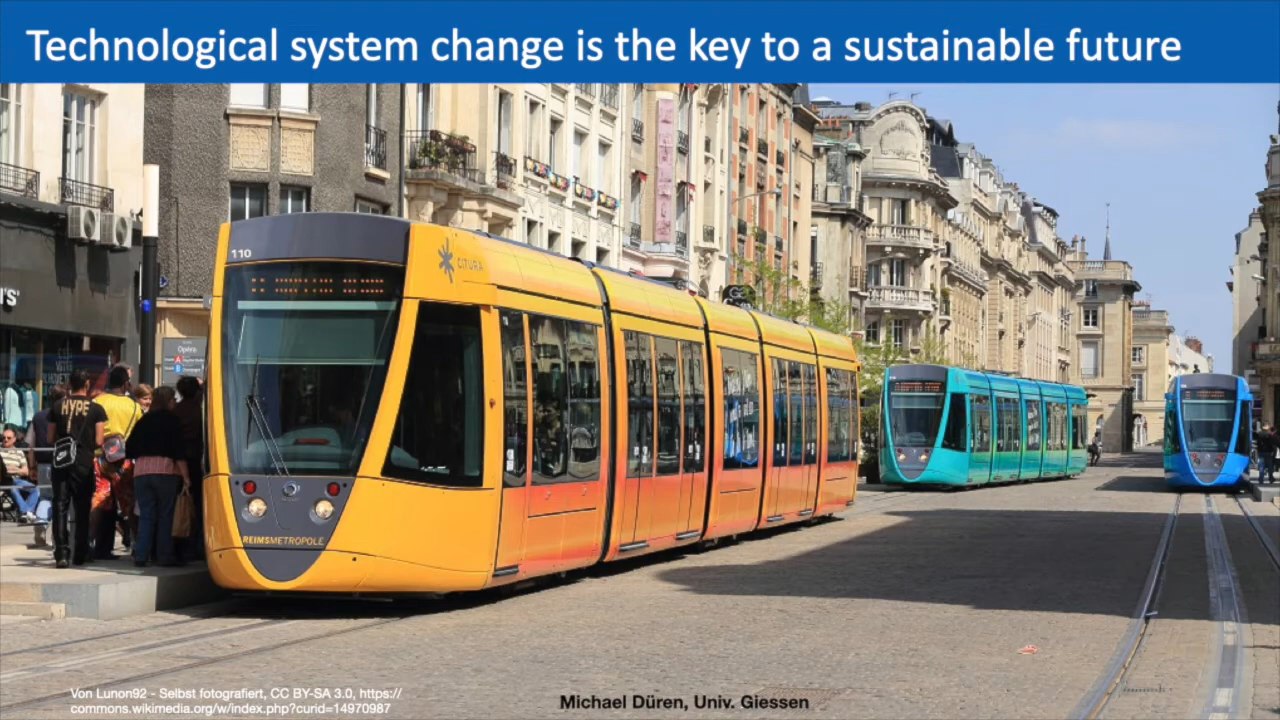 Technological system change is the key to a sustainable future
110
CITURA
'S'
HYPE
Opéra
A
B
REIMSMETROPOLE
Von Lunon92 - Selbst fotografiert, CC BY-SA 3.0, https://
commons.wikimedia.org/w/index.php?curid=14970987
Michael Düren, Univ. Giessen